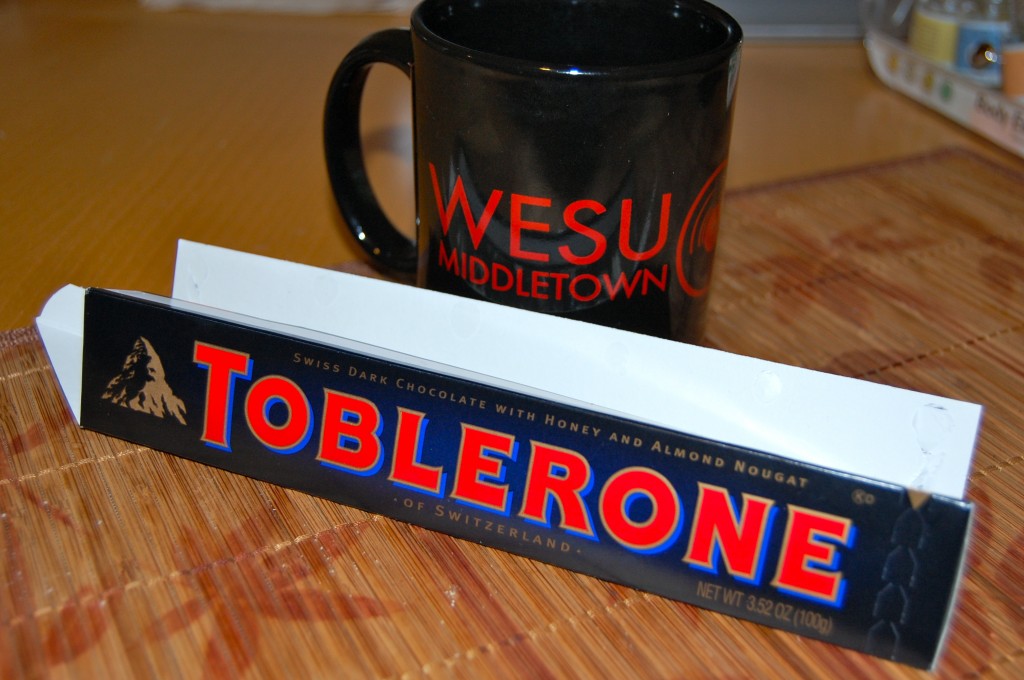 WESU
MIDDLETOWN
SWISS DARK CHOCOLATE WITH HONEY AND ALMOND NOUGAT
TOBLERONE
·OF SWITZERLAND·
NET WT 3.52 OZ (100g)